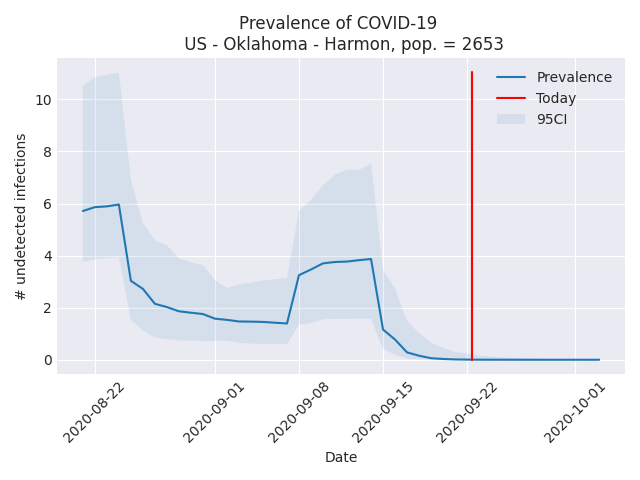 Prevalence of COVID-19
US - Oklahoma - Harmon, pop. = 2653
Prevalence
Today
95CI
10
8
6
4
2
0
# undetected infections
2020-08-22
2020-09-01
2020-09-08
2020-09-15
2020-09-22
2020-10-01
Date